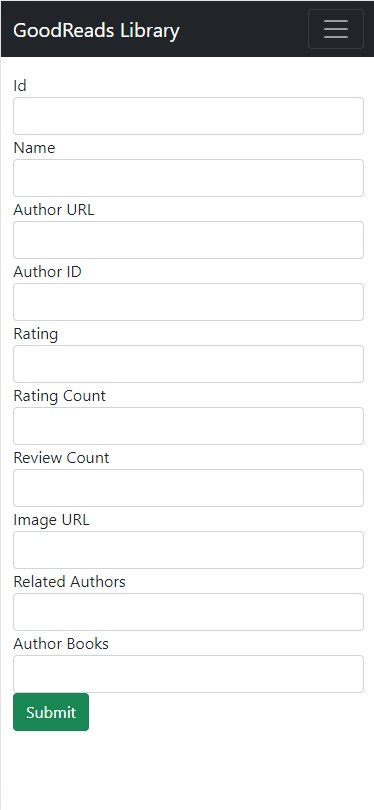 GoodReads Library
Id
Name
Author URL
Author ID
Rating
Rating Count
Review Count
Image URL
Related Authors
Author Books
Submit